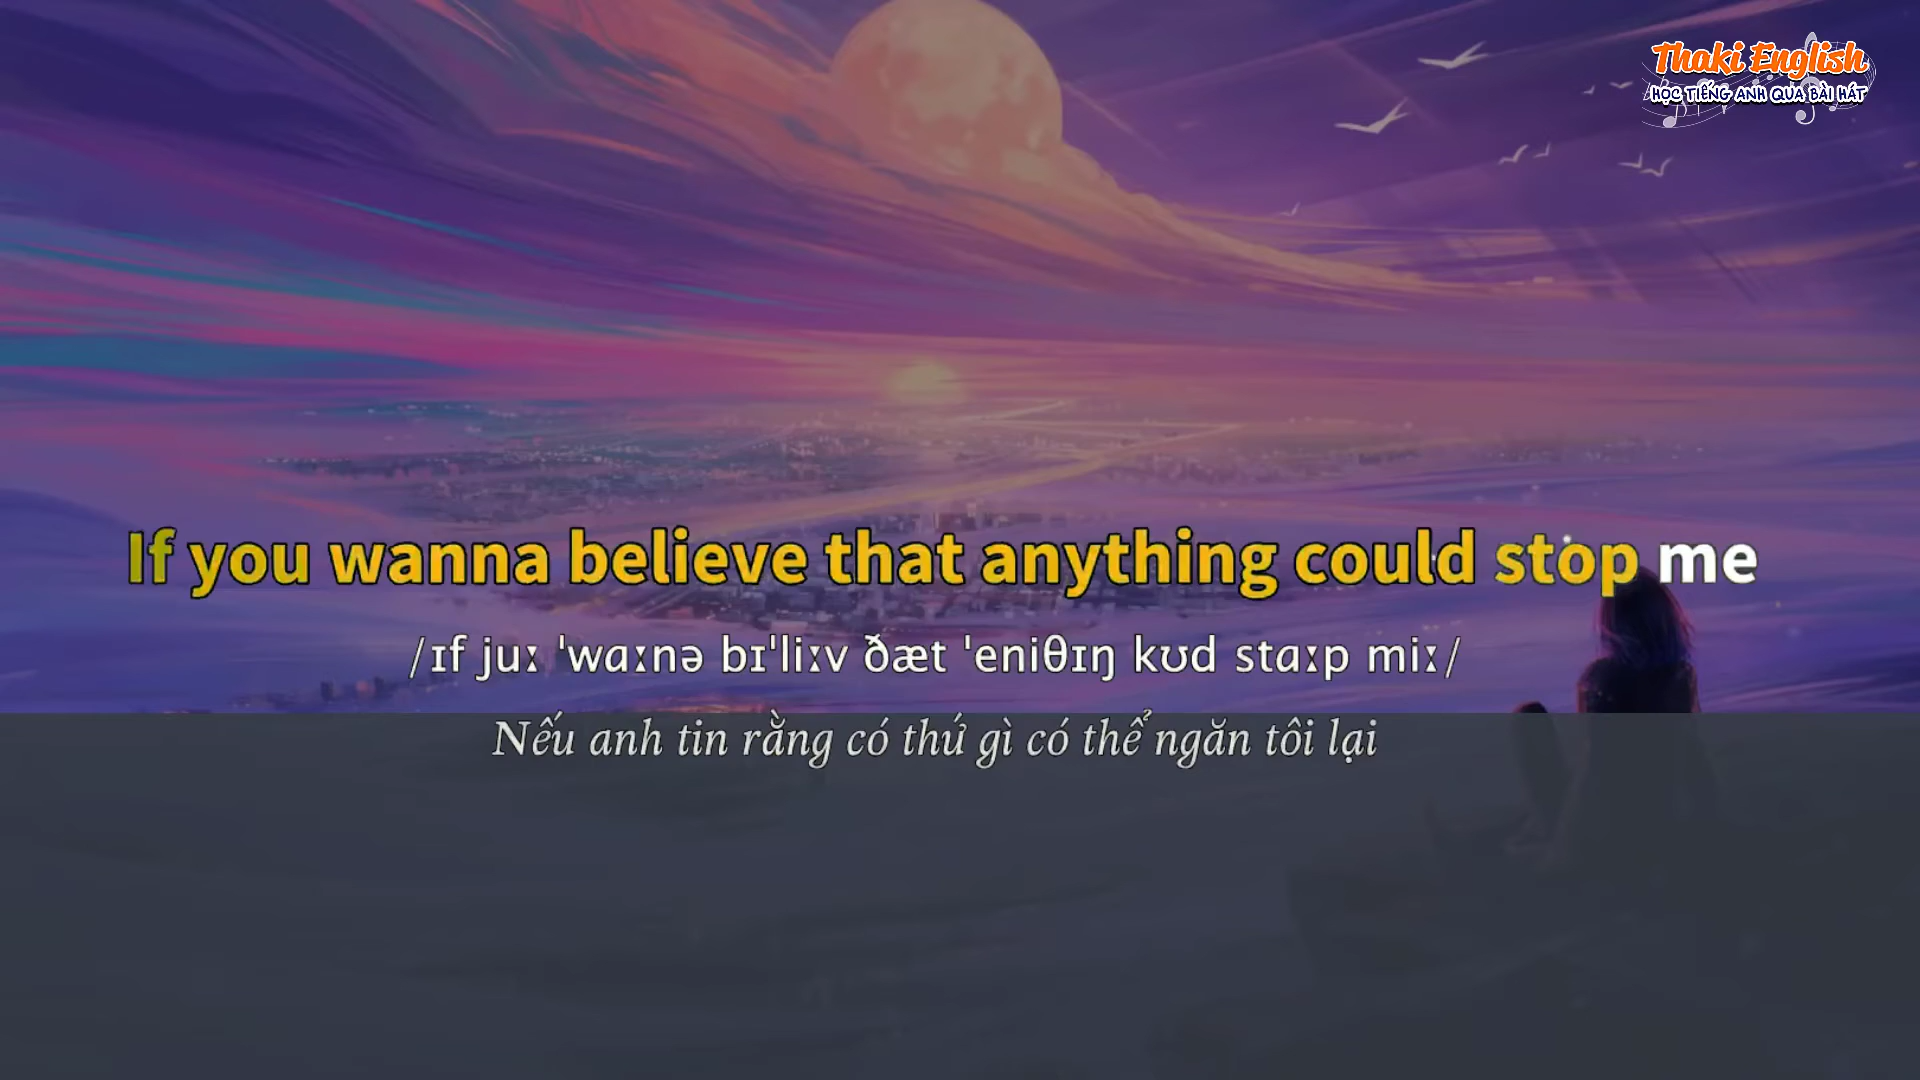 Thaki English
HỌC TIẾNG ANH QUA BÀI HÁT
If you wanna believe that anything could stop me
/ɪf juː ˈwɑːnə bɪˈliːv ðæt ˈeniθɪŋ kʊd stɑːp miː/
Nếu anh tin rằng có thứ gì có thể ngăn tôi lại